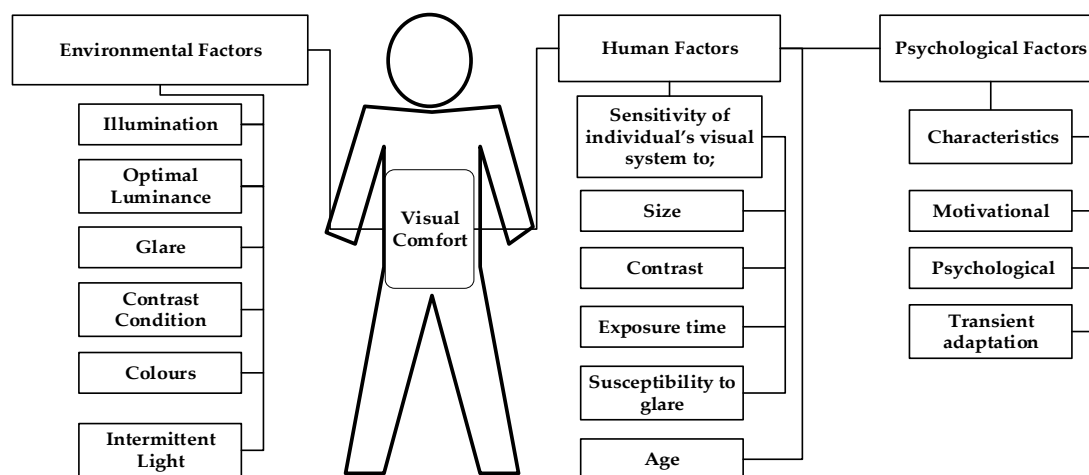 Environmental Factors
Illumination
Optimal
Luminance
Glare
Contrast
Condition
Colours
Intermittent
Light
Visual
Comfort
Human Factors
Sensitivity of
individual's visual
system to;
Size
Contrast
Exposure time
Susceptibility to
glare
Age
Psychological Factors
Characteristics
Motivational
Psychological
Transient
adaptation